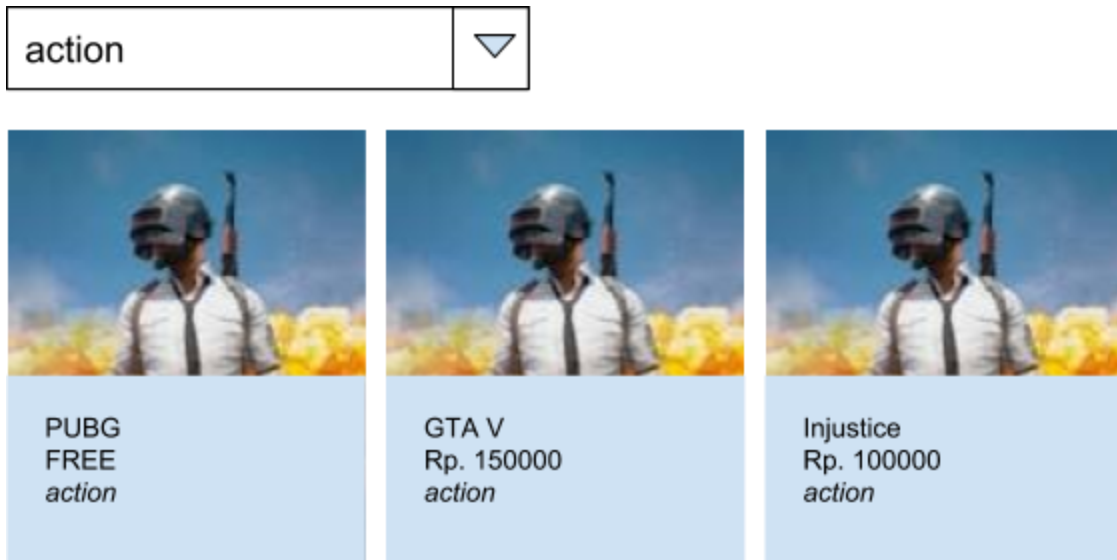 action
PUBG
FREE
action
GTA V
Rp. 150000
action
Injustice
Rp. 100000
action